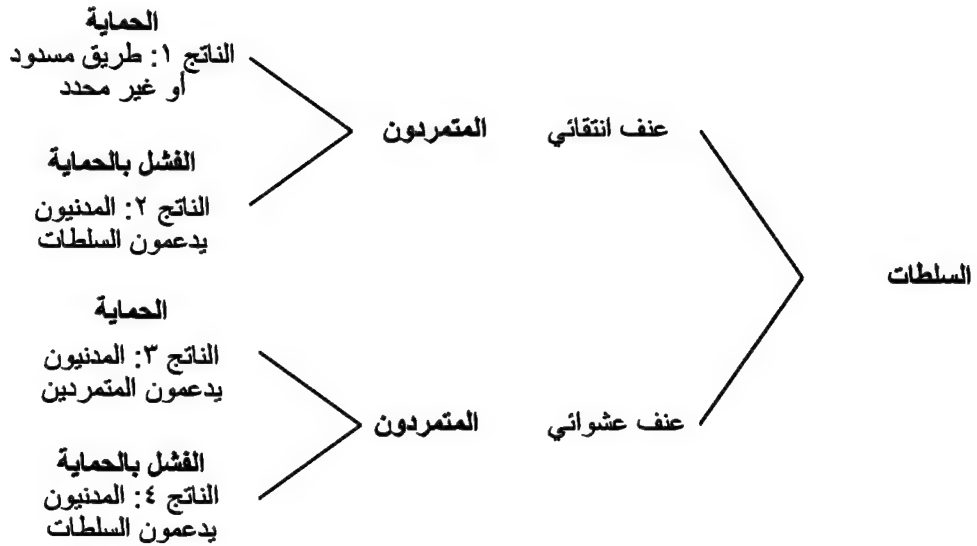 السلطات
عنف انتقائي
المتمردون
الحماية
الناتج ١: طريق مسدود
أو غير محدد
الفشل بالحماية
الناتج ٢: المدنيون
يدعمون السلطات
عنف عشوائي
المتمردون
الحماية
الناتج ٣: المدنيون
يدعمون المتمردين
الفشل بالحماية
الناتج ٤: المدنيون
يدعمون السلطات